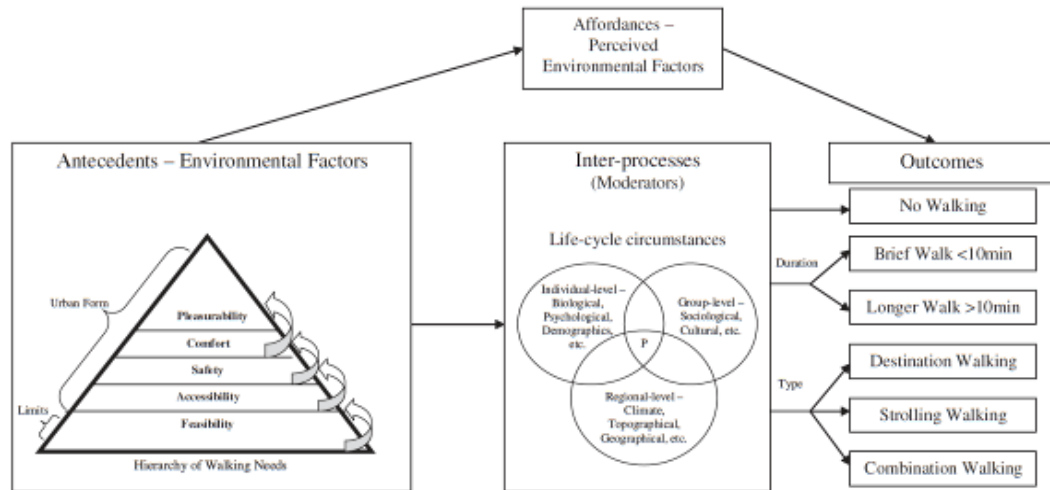 Affordances –
Perceived
Environmental Factors
Antecedents – Environmental Factors
Urban Form
Pleasurability
Comfort
Safety
Accessibility
Limits
Feasibility
Hierarchy of Walking Needs
Inter-processes
(Moderators)
Life-cycle circumstances
Individual-level –
Biological,
Psychological,
Demographics,
etc.
Group-level –
Sociological,
Cultural, etc.
P
Regional-level –
Climate,
Topographical,
Geographical, etc.
Outcomes
No Walking
Duration
Brief Walk <10min
Longer Walk >10min
Type
Destination Walking
Strolling Walking
Combination Walking